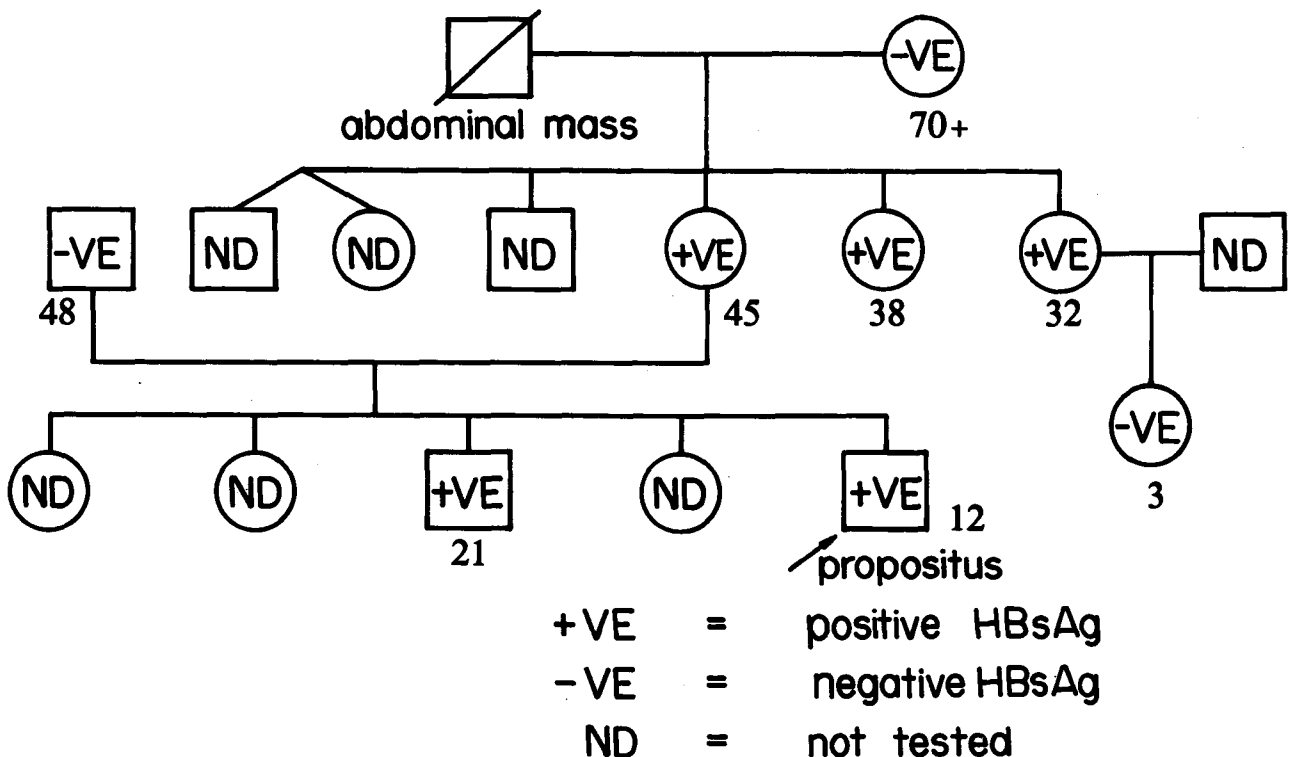 -VE
abdominal mass
70+
-VE ND ND ND +VE +VE +VE ND
48 45 38 32
-VE
3
ND ND +VE ND +VE
21 12
propositus
+VE = positive HBsAg
-VE = negative HBsAg
ND = not tested